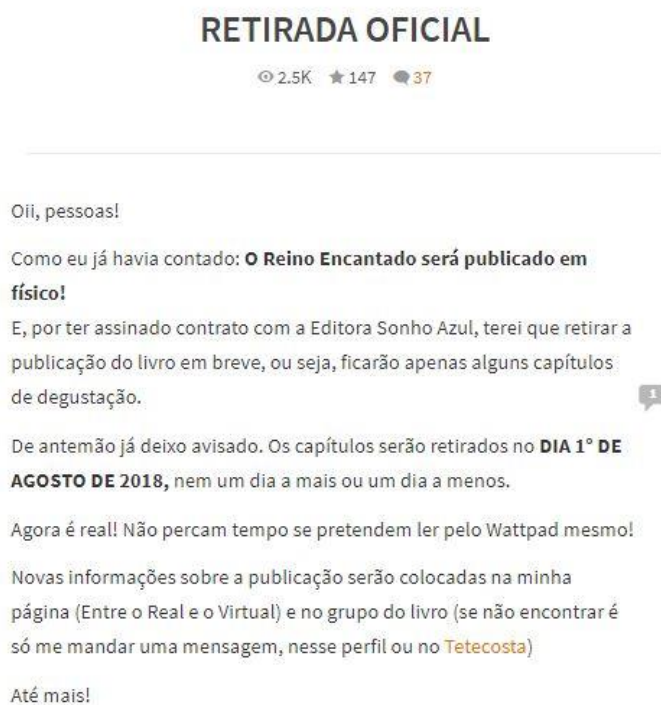 RETIRADA OFICIAL
2.5K 147 37
Oii, pessoas!
Como eu já havia contado: O Reino Encantado será publicado em
físico!
E, por ter assinado contrato com a Editora Sonho Azul, terei que retirar a
publicação do livro em breve, ou seja, ficarão apenas alguns capítulos
de degustação.
1
De antemão já deixo avisado. Os capítulos serão retirados no DIA 1° DE
AGOSTO DE 2018, nem um dia a mais ou um dia a menos.
Agora é real! Não percam tempo se pretendem ler pelo Wattpad mesmo!
Novas informações sobre a publicação serão colocadas na minha
página (Entre o Real e o Virtual) e no grupo do livro (se não encontrar é
só me mandar uma mensagem, nesse perfil ou no Tetecosta)
Até mais!